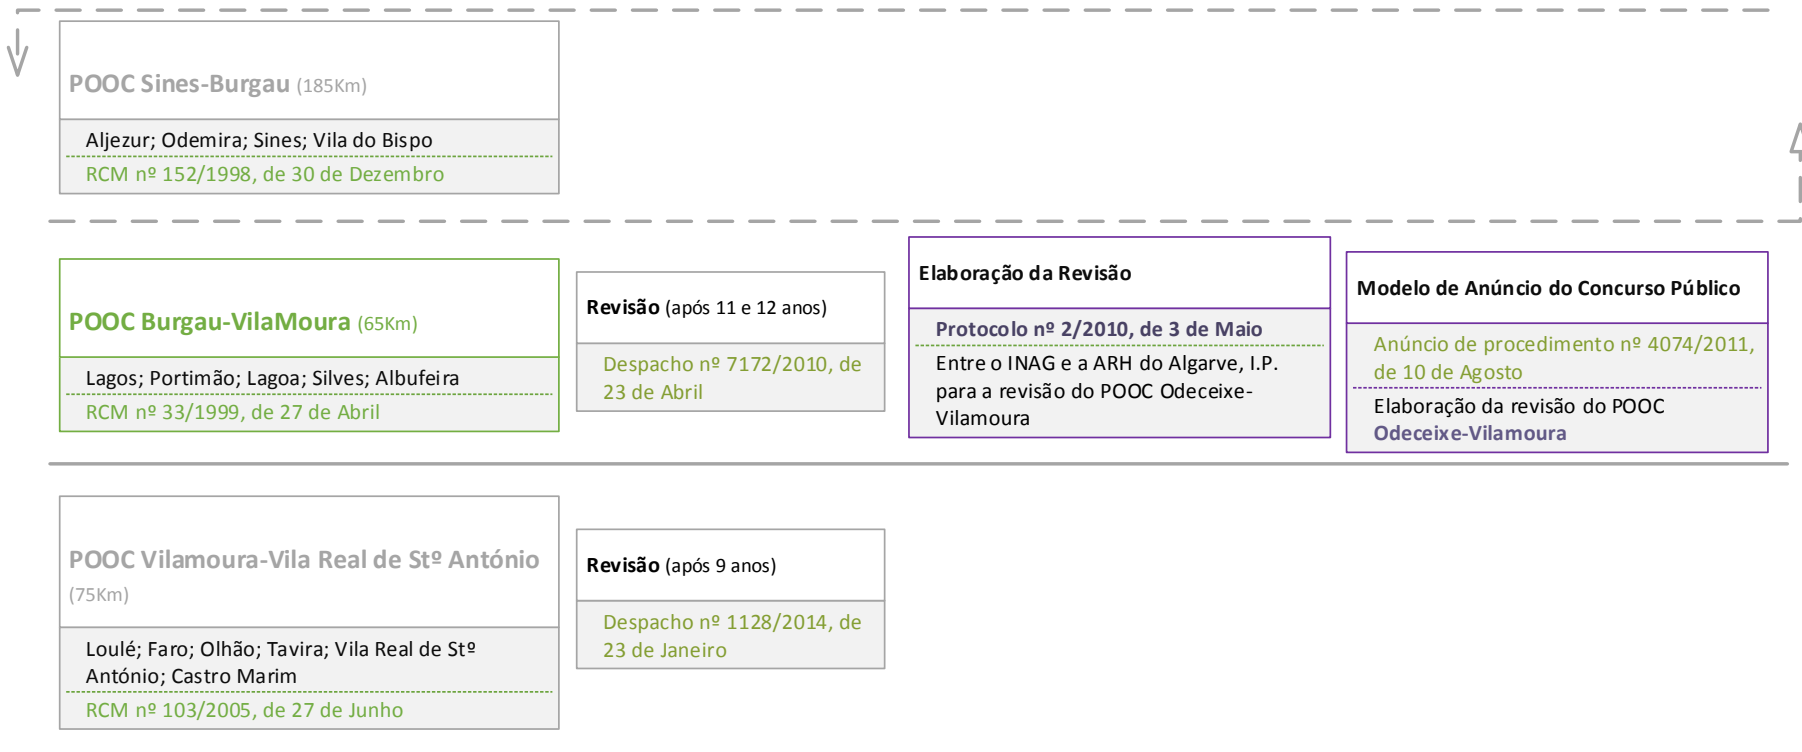 POOC Sines-Burgau (185Km)
Aljezur; Odemira; Sines; Vila do Bispo
RCM nº 152/1998, de 30 de Dezembro
POOC Burgau-VilaMoura (65Km)
Lagos; Portimão; Lagoa; Silves; Albufeira
RCM nº 33/1999, de 27 de Abril
Revisão (após 11 e 12 anos)
Despacho nº 7172/2010, de
23 de Abril
Elaboração da Revisão
Protocolo nº 2/2010, de 3 de Maio
Entre o INAG e a ARH do Algarve, I.P.
para a revisão do POOC Odeceixe-
Vilamoura
Modelo de Anúncio do Concurso Público
Anúncio de procedimento nº 4074/2011,
de 10 de Agosto
Elaboração da revisão do POOC
Odeceixe-Vilamoura
POOC Vilamoura-Vila Real de Stº António
(75Km)
Loulé; Faro; Olhão; Tavira; Vila Real de Stº
António; Castro Marim
RCM nº 103/2005, de 27 de Junho
Revisão (após 9 anos)
Despacho nº 1128/2014, de
23 de Janeiro